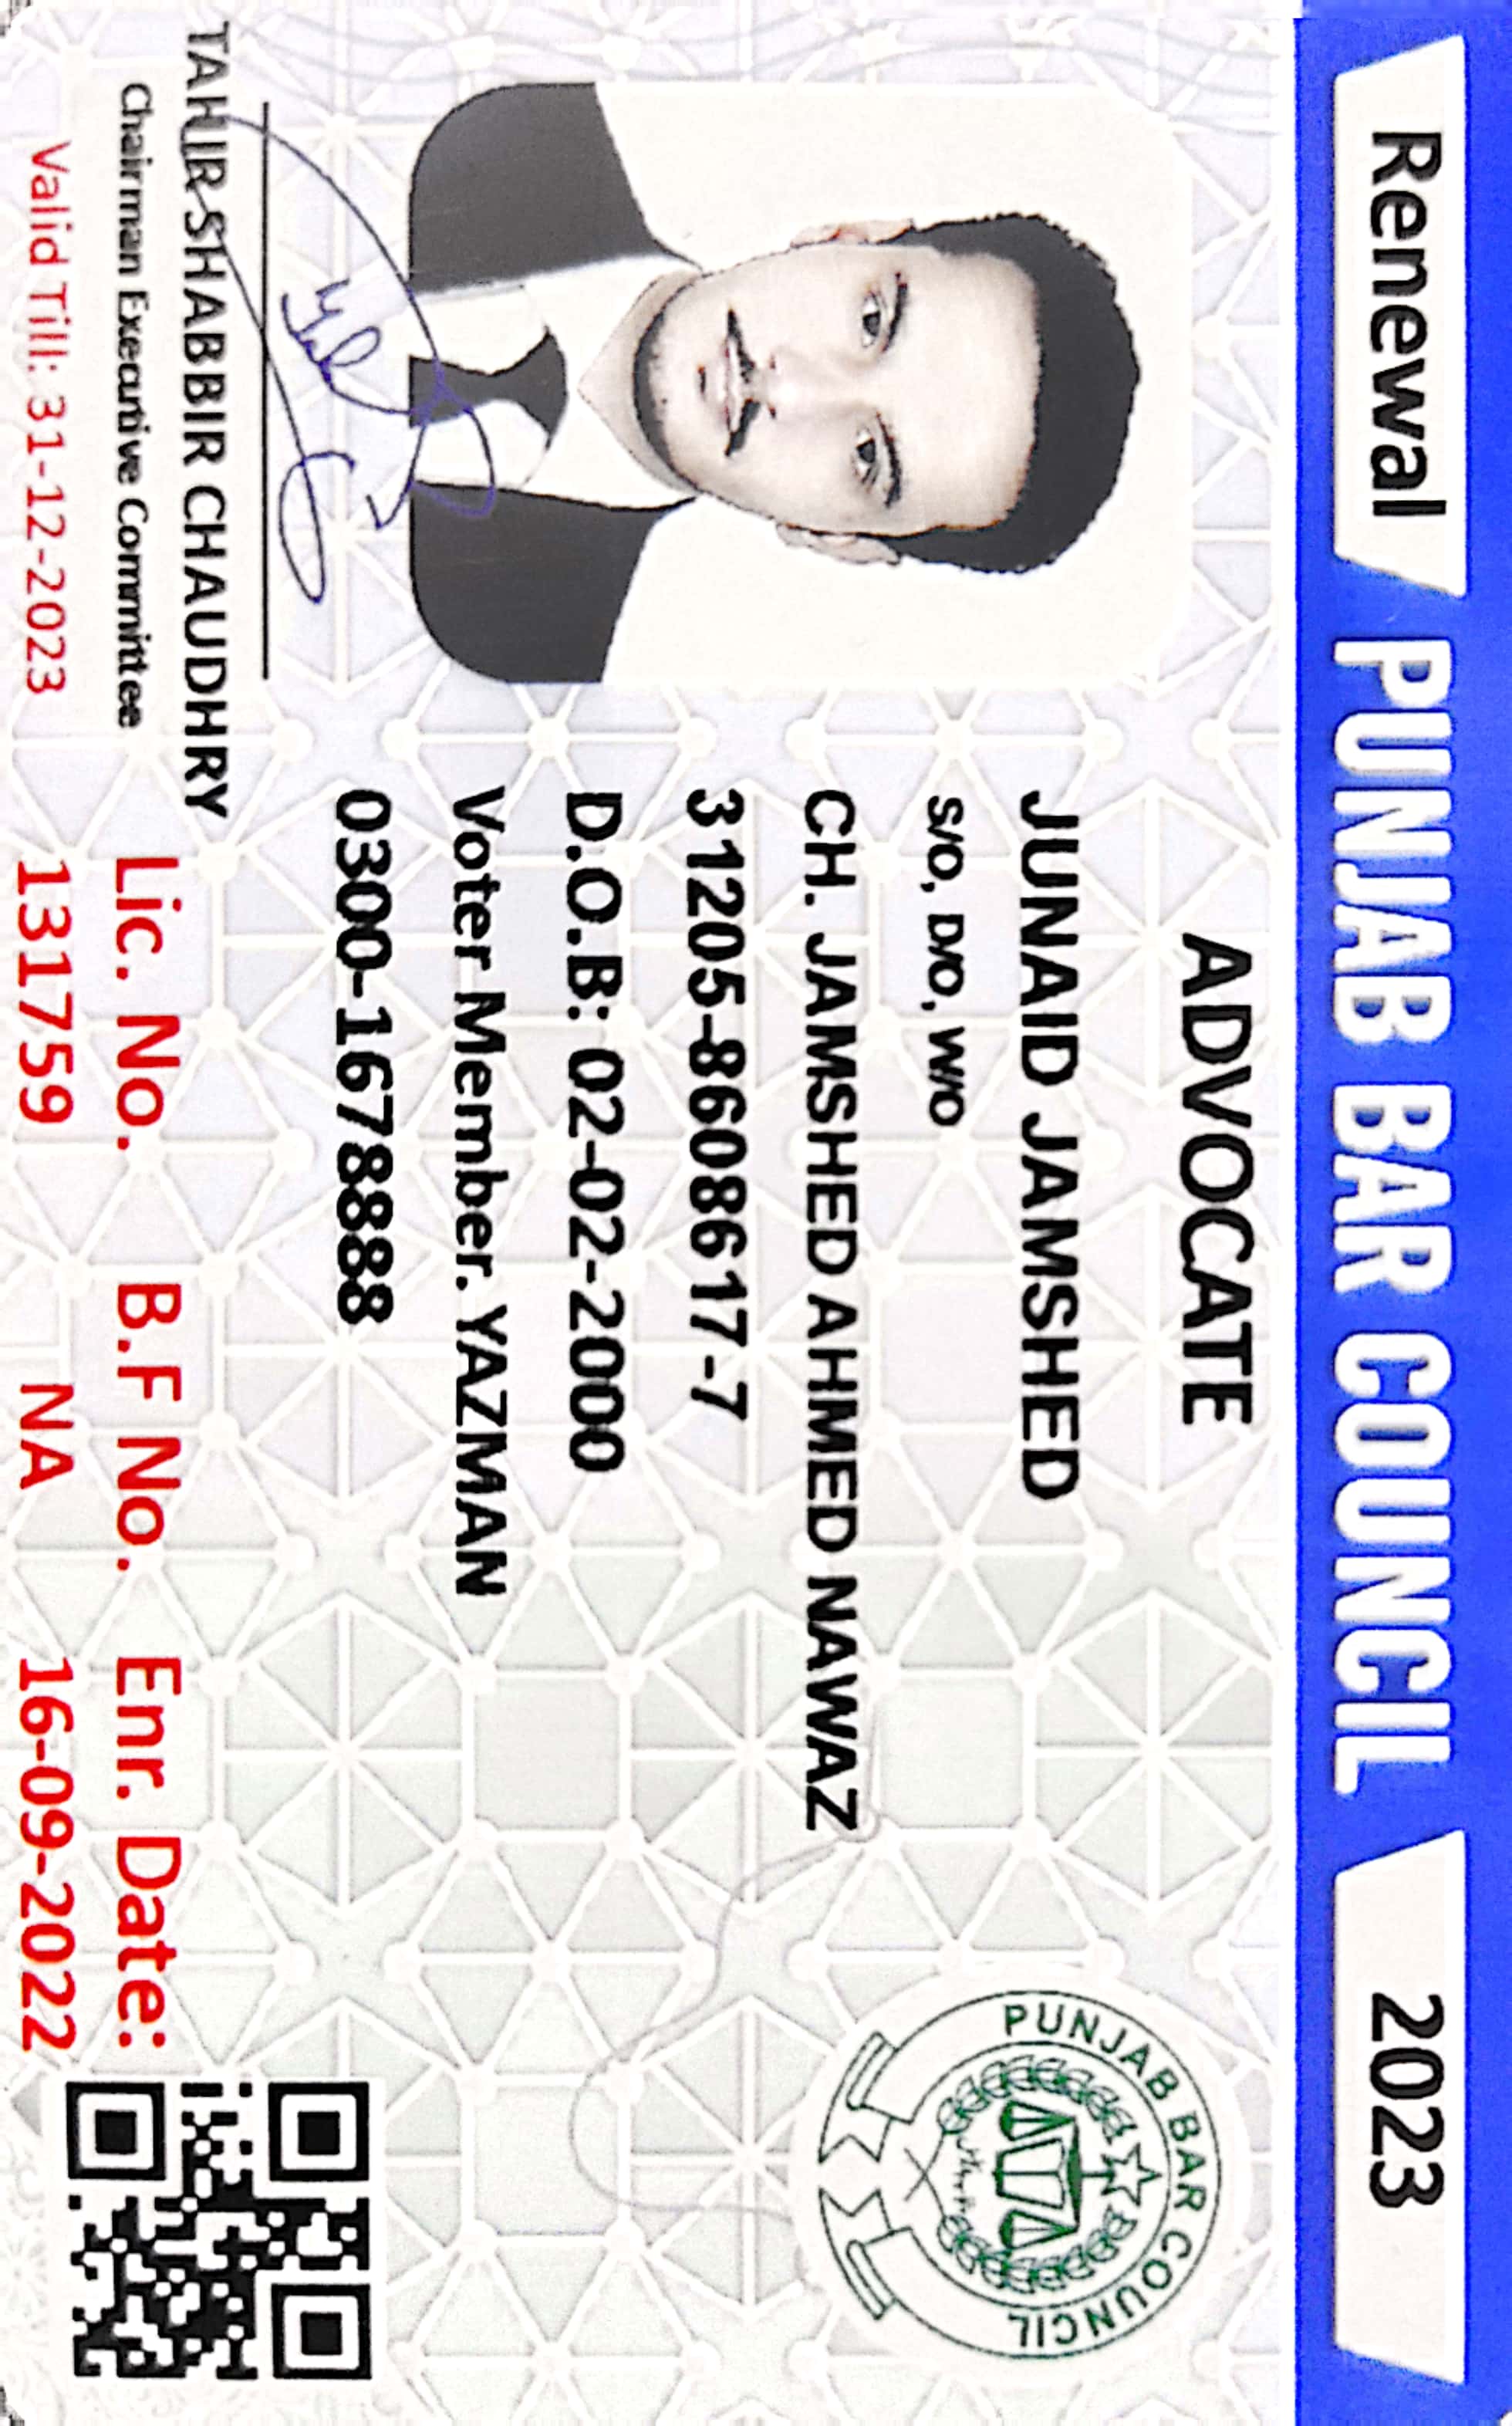 Renewal PUNJAB BAR COUNCIL 2023
ADVOCATE
JUNAID JAMSHED
S/O, D/O, W/O
CH. JAMSHED AHMED NAWAZ
31205-8608617-7
D.O.B: 02-02-2000
Voter Member. YAZMAN
0300-1678888
PUNJAB BAR COUNCIL
TAHIR SHABBIR CHAUDHRY
Chairman Executive Committee
Valid Till: 31-12-2023
Lic. No. B.F No. Enr. Date:
131759 NA 16-09-2022